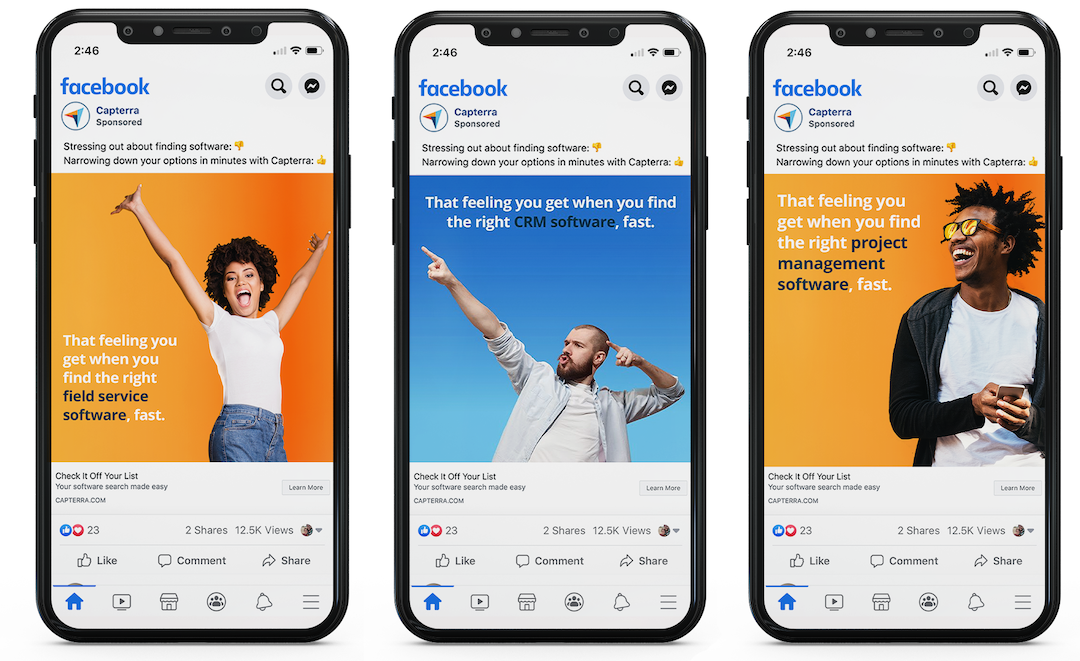 2:46
facebook
Capterra
Sponsored
Stressing out about finding software: 👎
Narrowing down your options in minutes with Capterra: 👍
That feeling you
get when you
find the right
field service
software, fast.
Check It Off Your List
Your software search made easy
CAPTERRA.COM
Learn More
23
2 Shares 12.5K Views
Like Comment Share
2:46
facebook
Capterra
Sponsored
Stressing out about finding software: 👎
Narrowing down your options in minutes with Capterra: 👍
That feeling you get when you find
the right CRM software, fast.
Check It Off Your List
Your software search made easy
CAPTERRA.COM
Learn More
23
2 Shares 12.5K Views
Like Comment Share
2:46
facebook
Capterra
Sponsored
Stressing out about finding software: 👎
Narrowing down your options in minutes with Capterra: 👍
That feeling you
get when you find
the right project
management
software, fast.
Check It Off Your List
Your software search made easy
CAPTERRA.COM
Learn More
23
2 Shares 12.5K Views
Like Comment Share